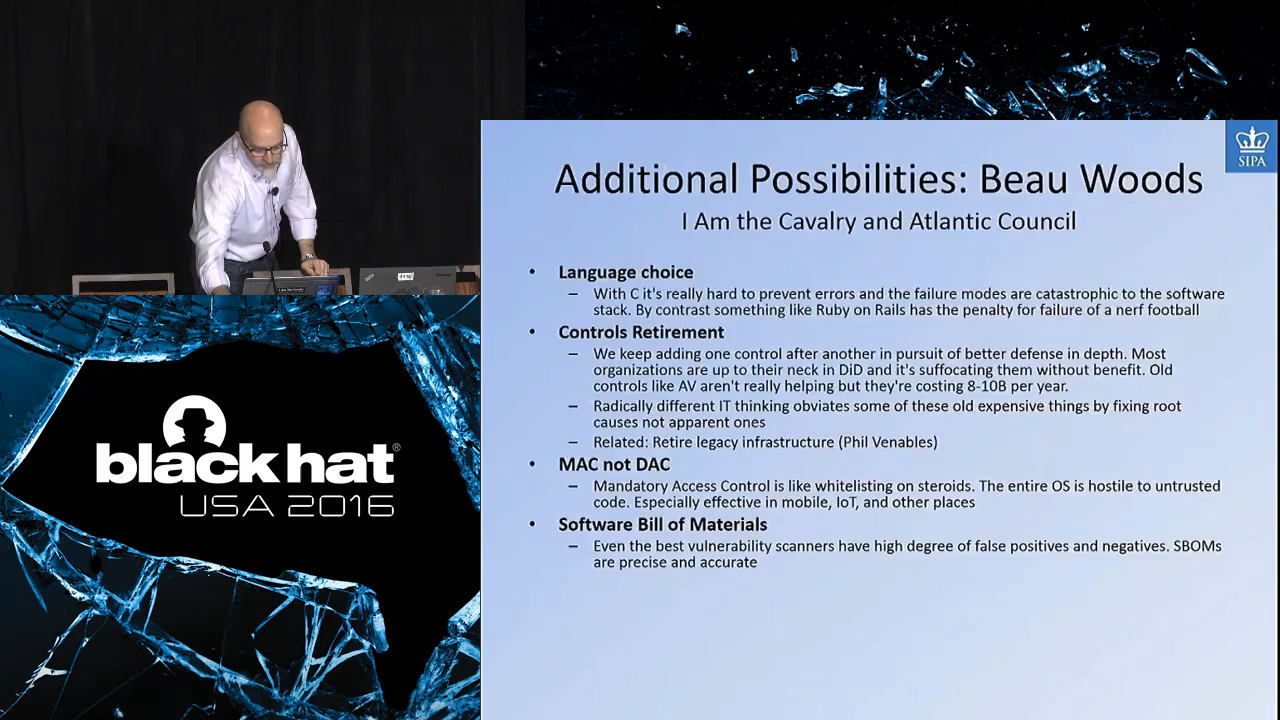 SIPA
Additional Possibilities: Beau Woods
I Am the Cavalry and Atlantic Council
• Language choice
– With C it's really hard to prevent errors and the failure modes are catastrophic to the software
stack. By contrast something like Ruby on Rails has the penalty for failure of a nerf football
• Controls Retirement
– We keep adding one control after another in pursuit of better defense in depth. Most
organizations are up to their neck in DiD and it's suffocating them without benefit. Old
controls like AV aren't really helping but they're costing 8-10B per year.
– Radically different IT thinking obviates some of these old expensive things by fixing root
causes not apparent ones
– Related: Retire legacy infrastructure (Phil Venables)
• MAC not DAC
– Mandatory Access Control is like whitelisting on steroids. The entire OS is hostile to untrusted
code. Especially effective in mobile, IoT, and other places
• Software Bill of Materials
– Even the best vulnerability scanners have high degree of false positives and negatives. SBOMs
are precise and accurate
black hat®
USA 2016